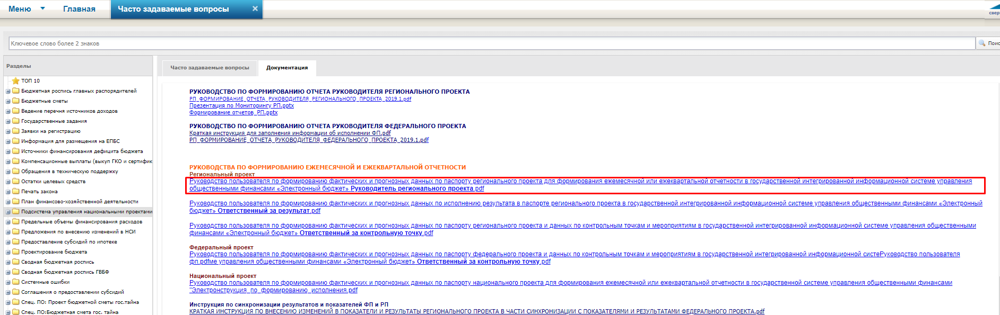 Меню
Главная
Часто задаваемые вопросы
свер
Ключевое слово более 2 знаков
Поис
Разделы
ТОП 10
Бюджетная роспись главных распорядителей
Бюджетные сметы
Ведение перечня источников доходов
Государственные задания
Заявки на регистрацию
Информация для размещения на ЕПБС
Источники финансирования дефицита бюджета
Компенсационные выплаты (выкуп ГКО и сертифик
Обращения в техническую поддержку
Остатки целевых средств
Печать закона
План финансово-хозяйственной деятельности
Подсистема управления национальными проектами
Предельные объемы финансирования расходов
Предложения по внесению изменений в НСИ
Предоставление субсидий по ипотеке
Проектирование бюджета
Сводная бюджетная роспись
Сводная бюджетная роспись ГВБФ
Системные ошибки
Соглашения о предоставлении субсидий
Спец. ПО: Проект бюджетной сметы гос.тайна
Спец. ПО:Бюджетная смета гос. тайна
Часто задаваемые вопросы
Документация
РУКОВОДСТВО ПО ФОРМИРОВАНИЮ ОТЧЕТА РУКОВОДИТЕЛЯ РЕГИОНАЛЬНОГО ПРОЕКТА
РП_ФОРМИРОВАНИЕ_ОТЧЕТА_РУКОВОДИТЕЛЯ_РЕГИОНАЛЬНОГО_ПРОЕКТА_2019.1.pdf
Презентация по Мониторингу РП.pptx
Формирование отчетов_РП.pptx
РУКОВОДСТВО ПО ФОРМИРОВАНИЮ ОТЧЕТА РУКОВОДИТЕЛЯ ФЕДЕРАЛЬНОГО ПРОЕКТА
Краткая инструкция для заполнения информации об исполнении ФП.pdf
РП_ФОРМИРОВАНИЕ_ОТЧЕТА_РУКОВОДИТЕЛЯ_ФЕДЕРАЛЬНОГО_ПРОЕКТА_2019.1.pdf
РУКОВОДСТВА ПО ФОРМИРОВАНИЮ ЕЖЕМЕСЯЧНОЙ И ЕЖЕКВАРТАЛЬНОЙ ОТЧЕТНОСТИ
Региональный проект
Руководство пользователя по формированию фактических и прогнозных данных по паспорту регионального проекта для формирования ежемесячной или ежеквартальной отчетности в государственной интегрированной информационной системе управления
общественными финансами «Электронный бюджет» Руководитель регионального проекта.pdf
Руководство пользователя по формированию фактических и прогнозных данных по исполнению результата в паспорте регионального проекта в государственной интегрированной информационной системе управления общественными финансами «Электронный
бюджет» Ответственный за результат.pdf
Руководство пользователя по формированию фактических и прогнозных данных по паспорту регионального проекта и данных по контрольным точкам и мероприятиям в государственной интегрированной информационной системе управления общественными
финансами «Электронный бюджет» Ответственный за контрольную точку.pdf
Федеральный проект
Руководство пользователя по формированию фактических и прогнозных данных по паспорту федерального проекта и данных по контрольным точкам и мероприятиям в государственной интегрированной информационной систеРуководство пользователя
фп.pdfме управления общественными финансами «Электронный бюджет» Ответственный за контрольную точку.pdf
Национальный проект
Руководство пользователя по формированию фактических и прогнозных данных по паспорту национального проекта для формирования ежемесячной или ежеквартальной отчетности в государственной системе управления общественными финансами
"Электронструкция_по_формированию_исполнения.pdf
Инструкция по синхронизации результатов и показателей ФП и РП
КРАТКАЯ ИНСТРУКЦИЯ ПО ВНЕСЕНИЮ ИЗМЕНЕНИЙ В ПОКАЗАТЕЛИ И РЕЗУЛЬТАТЫ РЕГИОНАЛЬНОГО ПРОЕКТА В ЧАСТИ СИНХРОНИЗАЦИИ С ПОКАЗАТЕЛЯМИ И РЕЗУЛЬТАТАМИ ФЕДЕРАЛЬНОГО ПРОЕКТА.pdf